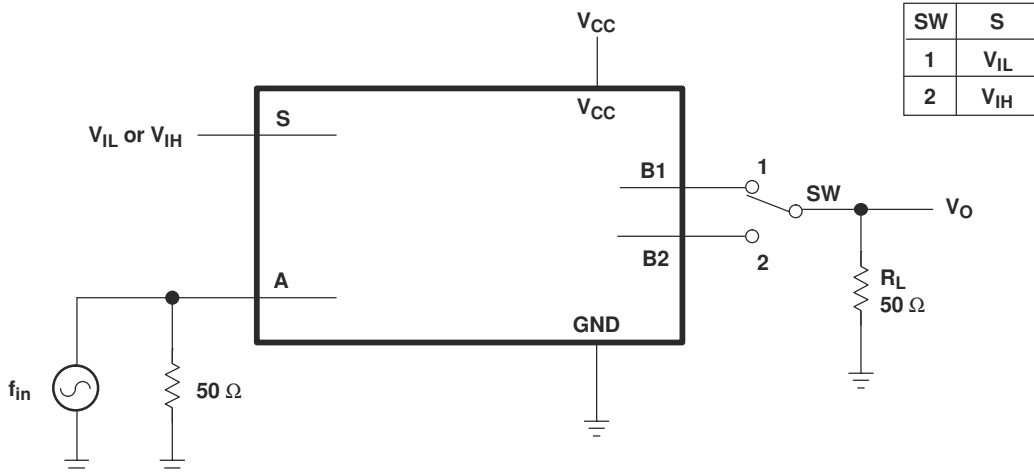 V_CC
SW S
1 V_IL
2 V_IH
V_CC
S
V_IL or V_IH
B1
1
SW
V_O
B2
2
A
R_L
50 Ω
GND
f_in
50 Ω